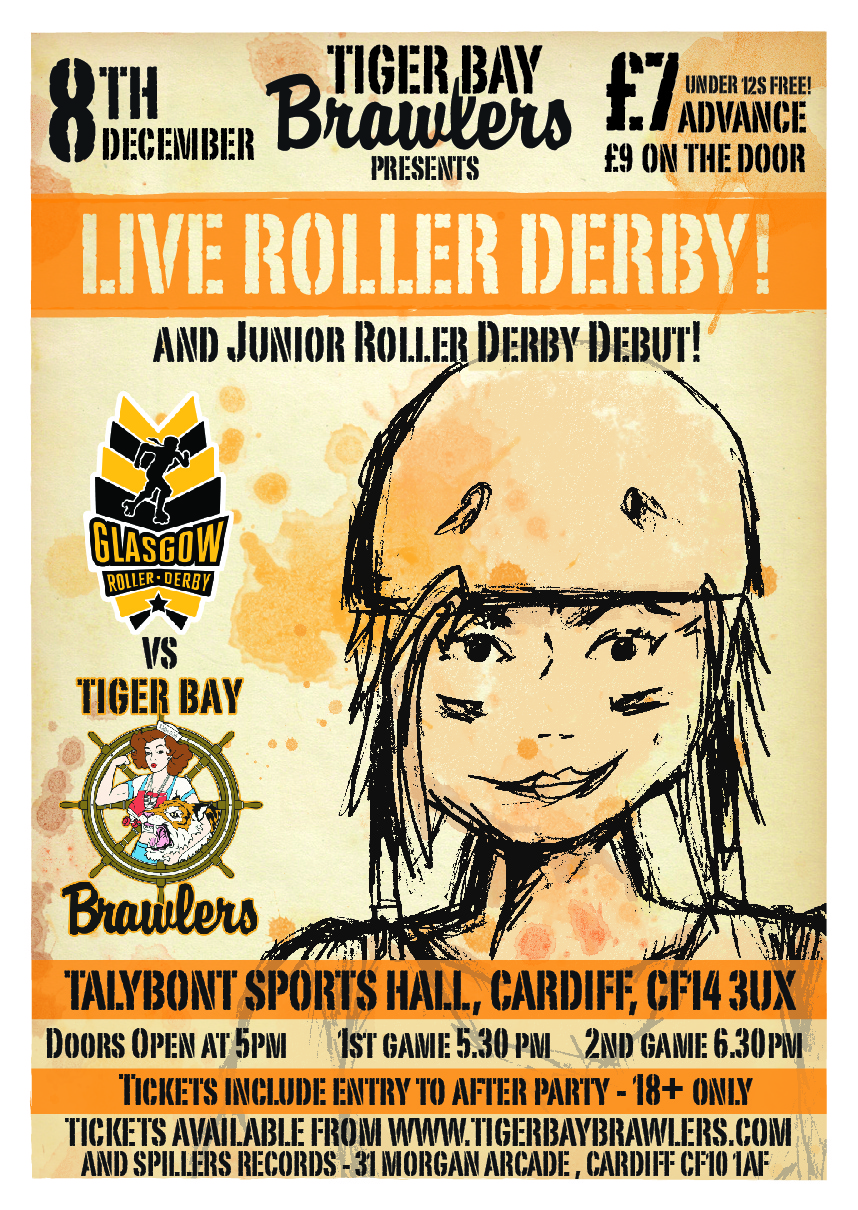 8TH DECEMBER
TIGER BAY
Brawlers
PRESENTS
£7 UNDER 12S FREE!
ADVANCE
£9 ON THE DOOR
LIVE ROLLER DERBY!
AND JUNIOR ROLLER DERBY DEBUT!
GLASGOW
ROLLER·DERBY
VS
TIGER BAY
Brawlers
TALYBONT SPORTS HALL, CARDIFF, CF14 3UX
DOORS OPEN AT 5PM 1ST GAME 5.30 PM 2ND GAME 6.30PM
TICKETS INCLUDE ENTRY TO AFTER PARTY - 18+ ONLY
TICKETS AVAILABLE FROM WWW.TIGERBAYBRAWLERS.COM
AND SPILLERS RECORDS - 31 MORGAN ARCADE , CARDIFF CF10 1AF